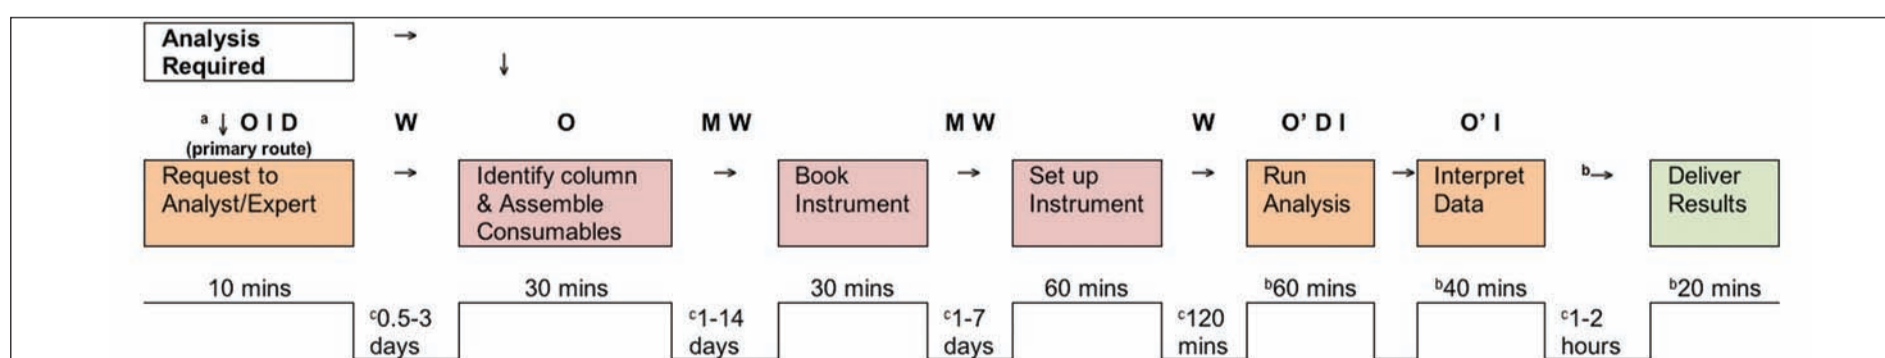 Analysis
Required
→
↓
ᵃ ↓ O I D
(primary route)
W
O
M W
M W
W
O’ D I
O’ I
Request to
Analyst/Expert
→
Identify column
& Assemble
Consumables
→
Book
Instrument
→
Set up
Instrument
→
Run
Analysis
→
Interpret
Data
ᵇ→
Deliver
Results
10 mins
30 mins
30 mins
60 mins
ᵇ60 mins
ᵇ40 mins
ᵇ20 mins
ᶜ0.5-3
days
ᶜ1-14
days
ᶜ1-7
days
ᶜ120
mins
ᶜ1-2
hours